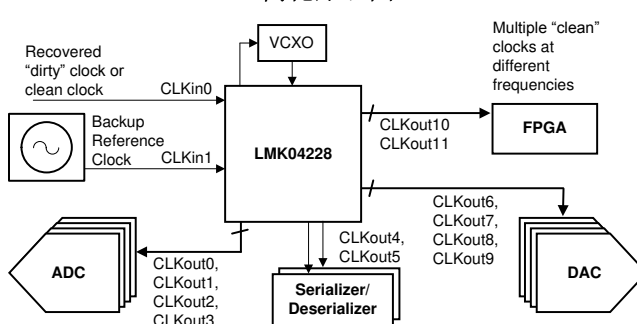 VCXO
Recovered
"dirty" clock or
clean clock
CLKin0
Multiple "clean"
clocks at
different
frequencies
Backup
Reference
Clock
CLKin1
LMK04228
CLKout10
CLKout11
FPGA
CLKout6,
CLKout7,
CLKout8,
CLKout9
DAC
ADC
CLKout0,
CLKout1,
CLKout2,
CLKout3
CLKout4,
CLKout5
Serializer/
Deserializer